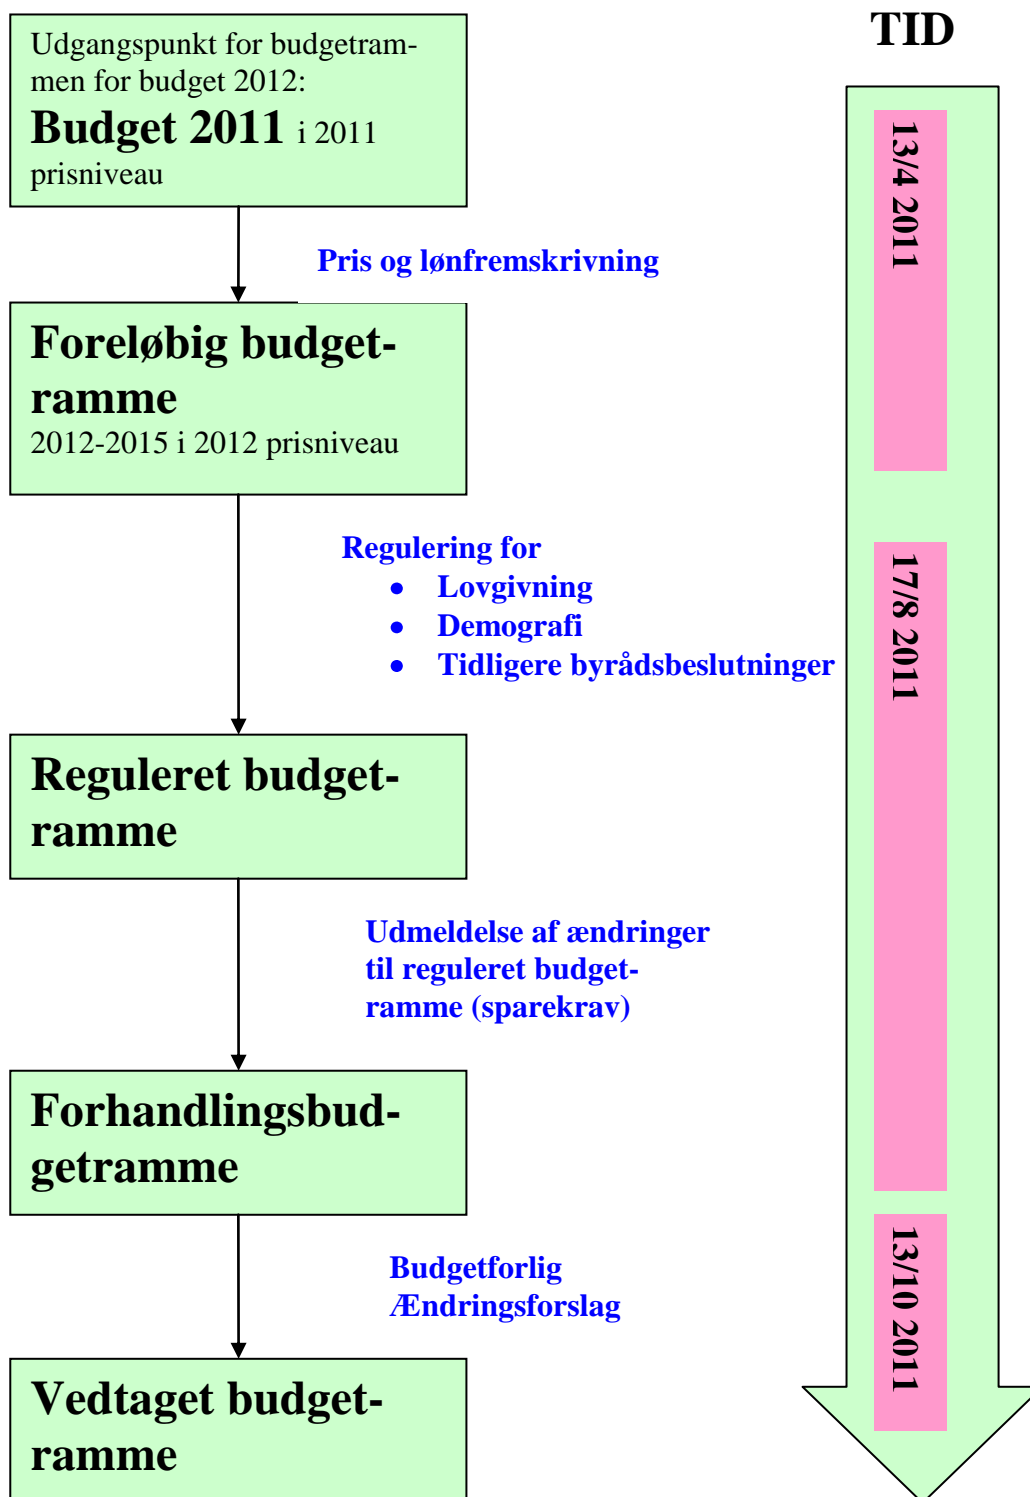 TID
Udgangspunkt for budgetram-
men for budget 2012:
Budget 2011 i 2011
prisniveau
Pris og lønfremskrivning
Foreløbig budget-
ramme
2012-2015 i 2012 prisniveau
Regulering for
• Lovgivning
• Demografi
• Tidligere byrådsbeslutninger
Reguleret budget-
ramme
Udmeldelse af ændringer
til reguleret budget-
ramme (sparekrav)
Forhandlingsbud-
getramme
Budgetforlig
Ændringsforslag
Vedtaget budget-
ramme
13/4 2011
17/8 2011
13/10 2011